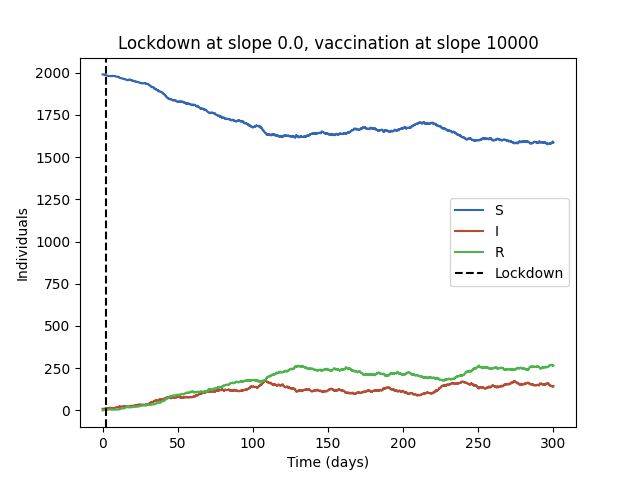 Lockdown at slope 0.0, vaccination at slope 10000
Individuals
2000
1750
1500
1250
1000
750
500
250
0
S
I
R
Lockdown
0 50 100 150 200 250 300
Time (days)